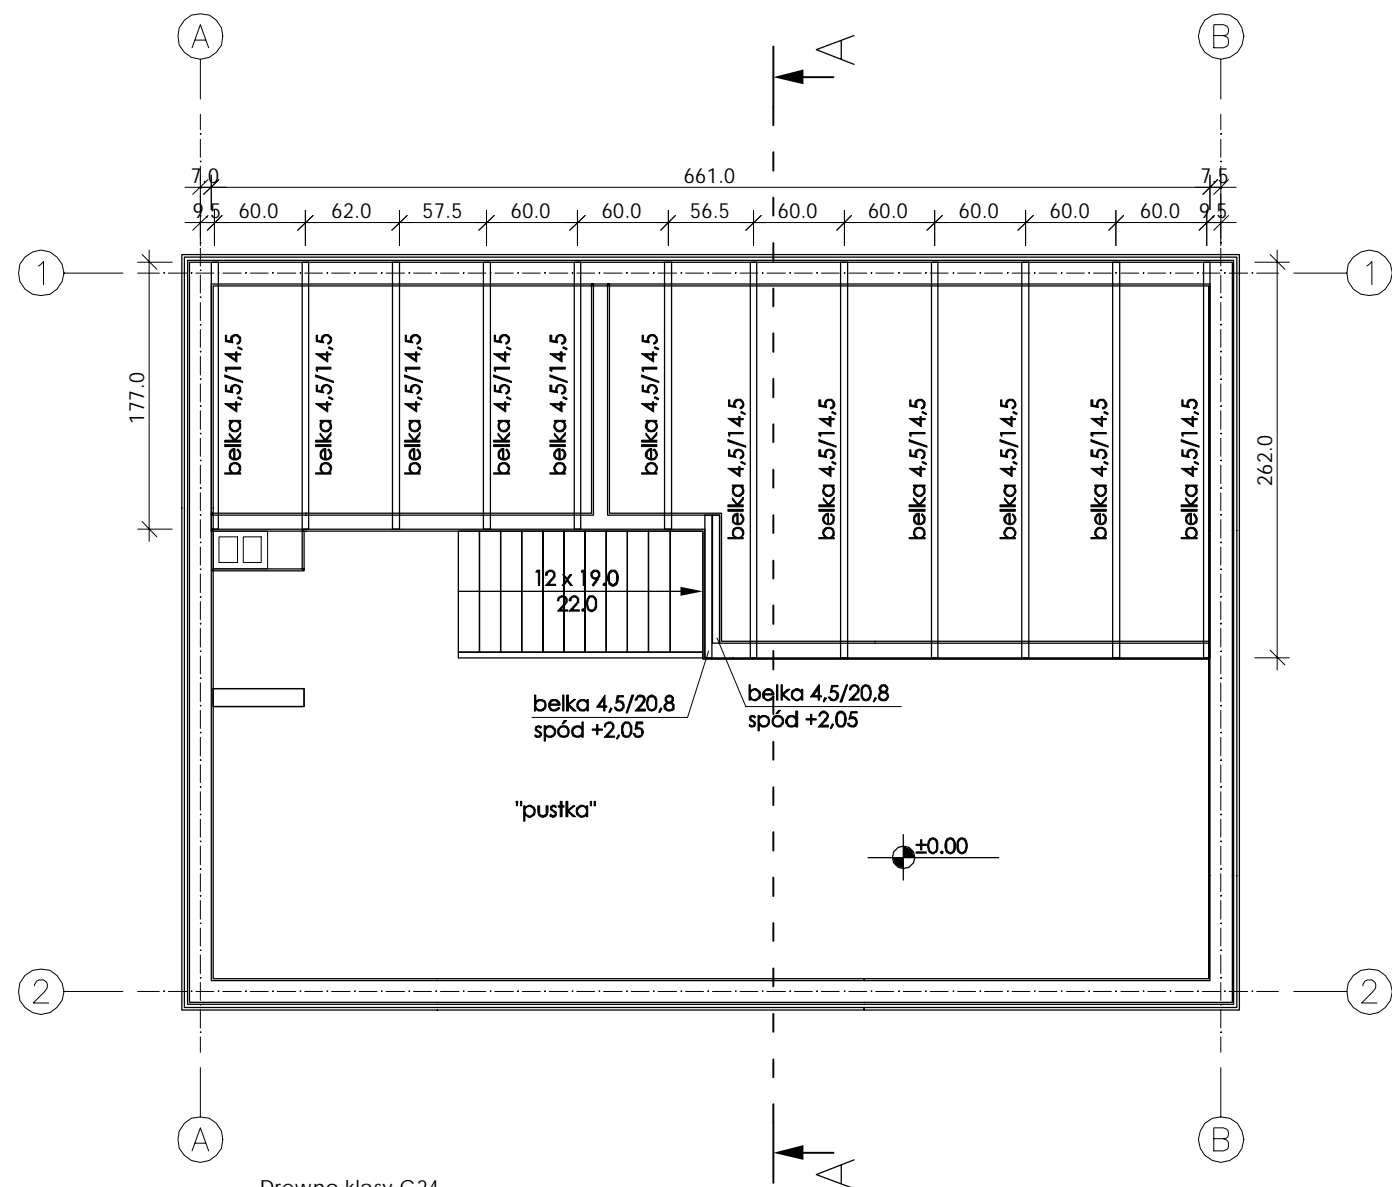 A
B
A
7.0
661.0
7.5
9.5
60.0
62.0
57.5
60.0
60.0
56.5
60.0
60.0
60.0
60.0
60.0
9.5
1
1
177.0
262.0
belka 4,5/14,5
belka 4,5/14,5
belka 4,5/14,5
belka 4,5/14,5
belka 4,5/14,5
belka 4,5/14,5
belka 4,5/14,5
belka 4,5/14,5
belka 4,5/14,5
belka 4,5/14,5
belka 4,5/14,5
belka 4,5/14,5
12 x 19.0
22.0
belka 4,5/20,8
spód +2,05
belka 4,5/20,8
spód +2,05
"pustka"
±0.00
2
2
A
B
A
Drewno klasy C24